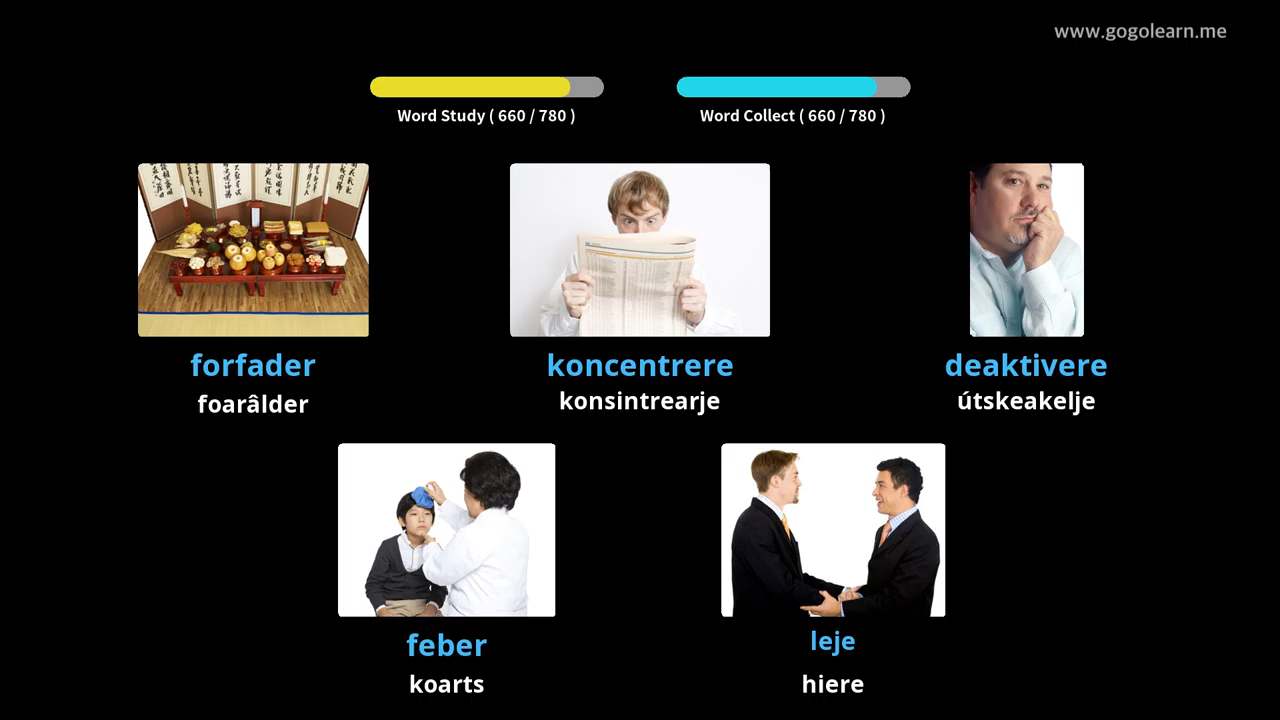 www.gogolearn.me
Word Study ( 660 / 780 )
Word Collect ( 660 / 780 )
forfader
foarâlder
koncentrere
konsintrearje
deaktivere
útskeakelje
feber
koarts
leje
hiere